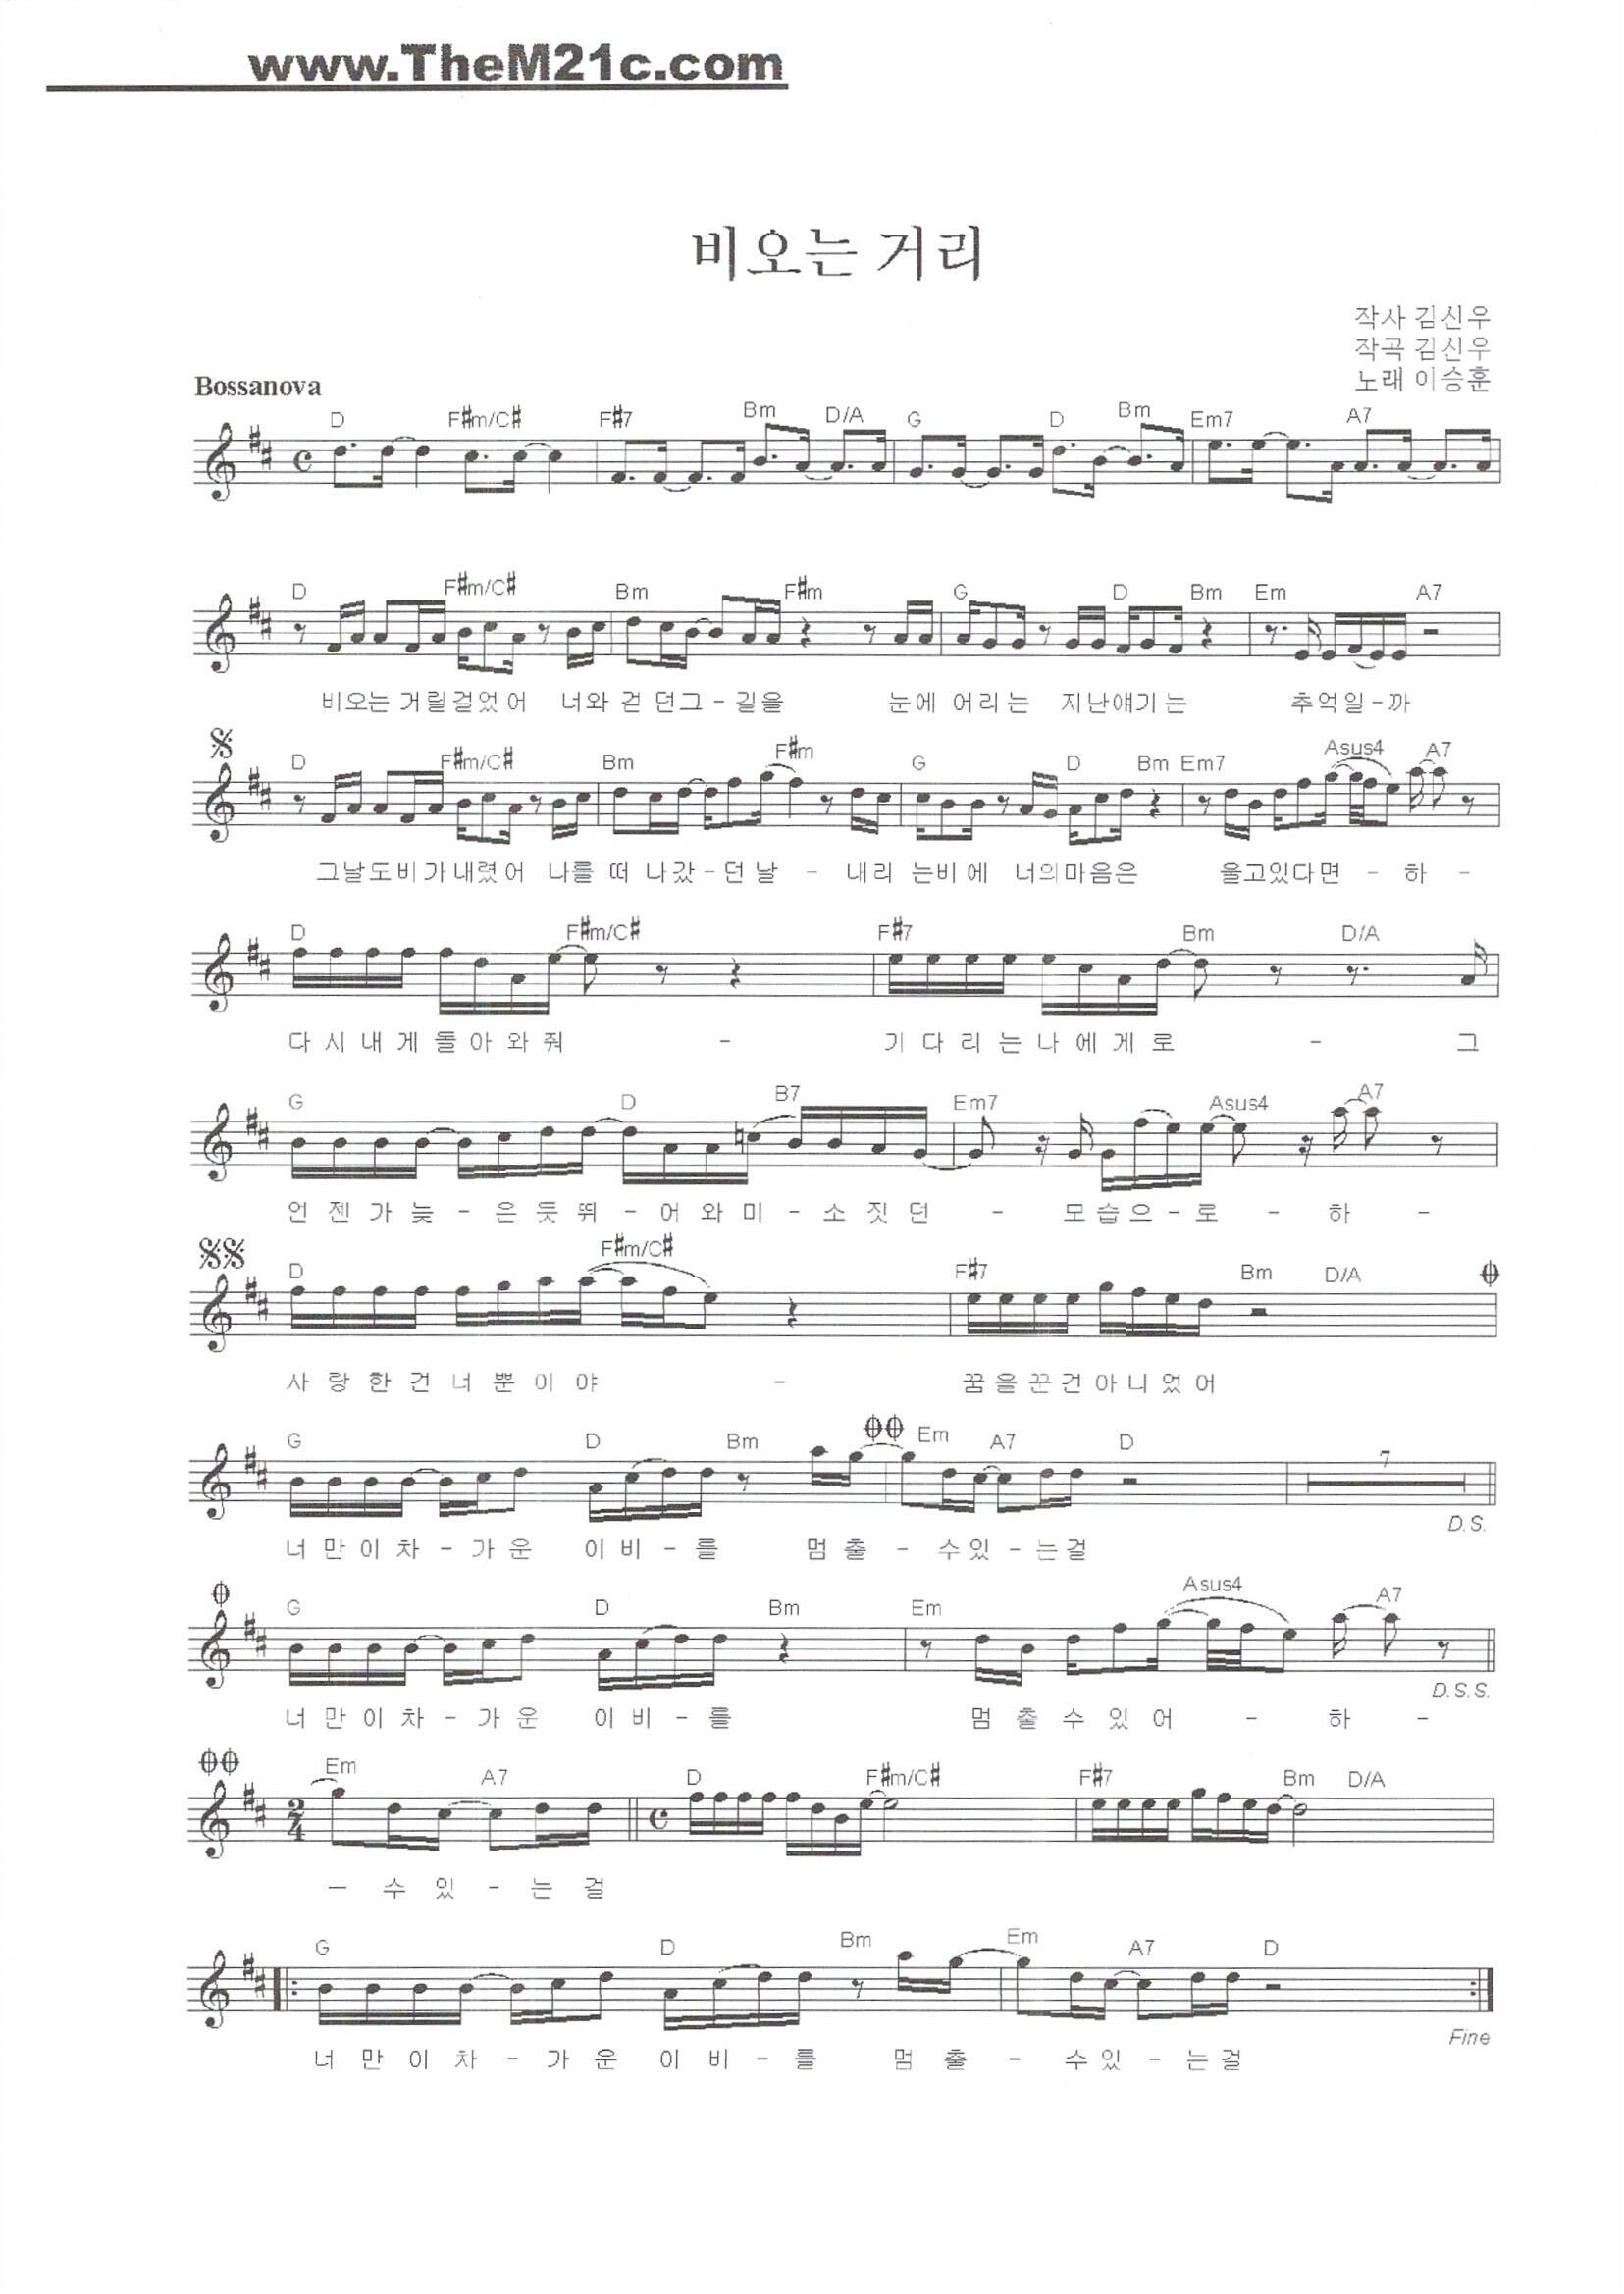 www.TheM21c.com
비오는 거리
작사 김신우
작곡 김신우
노래 이승훈
Bossanova
D F#m/C# F#7 Bm D/A G D Bm Em7 A7
D F#m/C# Bm F#m G D Bm Em A7
비오는 거릴걸었어 너와 걷 던그-길을 눈에 어리는 지난얘기는 추억일-까
D F#m/C# Bm F#m G D Bm Em7 Asus4 A7
그날도비가내렸어 나를 떠 나갔-던 날 - 내리 는비에 너의마음은 울고있다면 - 하 -
D F#m/C# F#7 Bm D/A
다 시 내 게 돌 아 와 줘 - 기 다 리 는 나 에 게 로 - 그
G D B7 Em7 Asus4 A7
언 젠 가 늦 - 은 듯 뛰 - 어 와 미 - 소 짓 던 - 모 습 으 - 로 - 하 -
D F#m/C# F#7 Bm D/A
사 랑 한 건 너 뿐 이 야 - 꿈 을 꾼 건 아 니 었 어
G D Bm Em A7 D 7
D.S.
너 만 이 차 - 가 운 이 비 - 를 멈 출 - 수있 - 는걸
G D Bm Em Asus4 A7
D.S.S.
너 만 이 차 - 가 운 이 비 - 를 멈 출 수 있 어 - 하 -
Em A7 D F#m/C# F#7 Bm D/A
2
4
- 수 있 - 는 걸
G D Bm Em A7 D
Fine
너 만 이 차 - 가 운 이 비 - 를 멈 출 - 수있 - 는걸